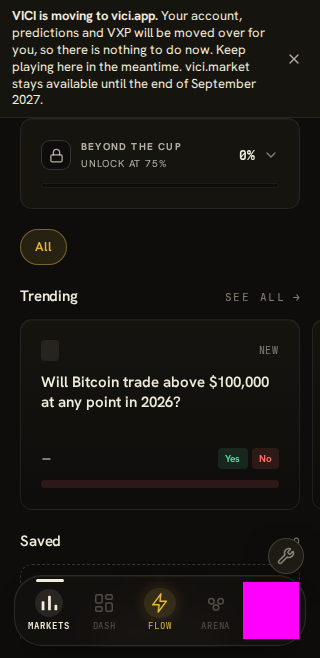 VICI is moving to vici.app. Your account,
predictions and VXP will be moved over for
you, so there is nothing to do now. Keep
playing here in the meantime. vici.market
stays available until the end of September
2027.
BEYOND THE CUP
UNLOCK AT 75%
0%
All
Trending
SEE ALL →
NEW
Will Bitcoin trade above $100,000
at any point in 2026?
—
Yes
No
Saved
MARKETS
DASH
FLOW
ARENA